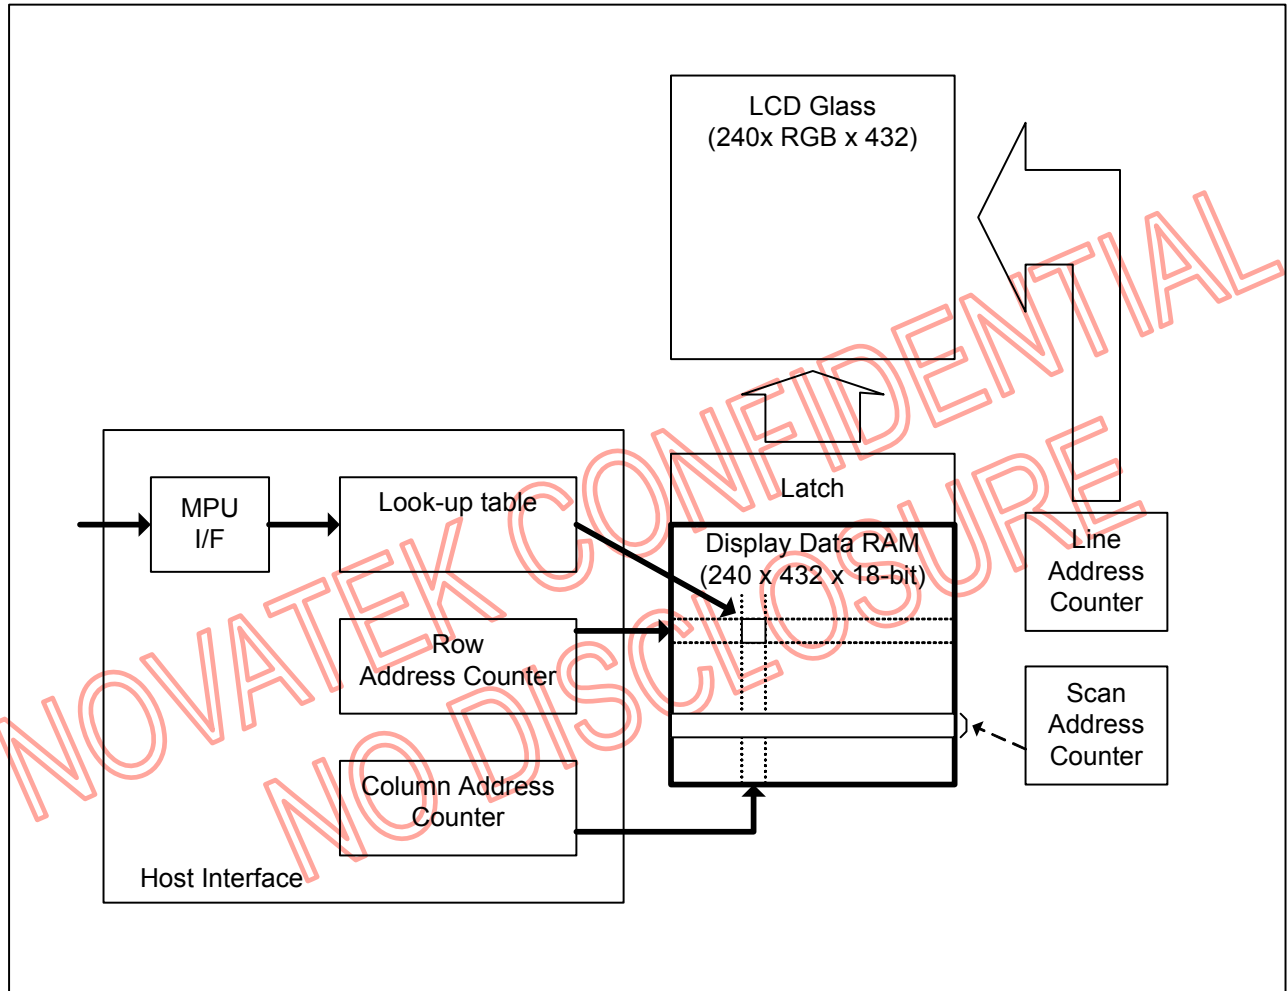 LCD Glass
(240x RGB x 432)
MPU
I/F
Look-up table
Latch
Display Data RAM
(240 x 432 x 18-bit)
Line
Address
Counter
Row
Address Counter
Scan
Address
Counter
Column Address
Counter
Host Interface
NOVATEK CONFIDENTIAL
NO DISCLOSURE